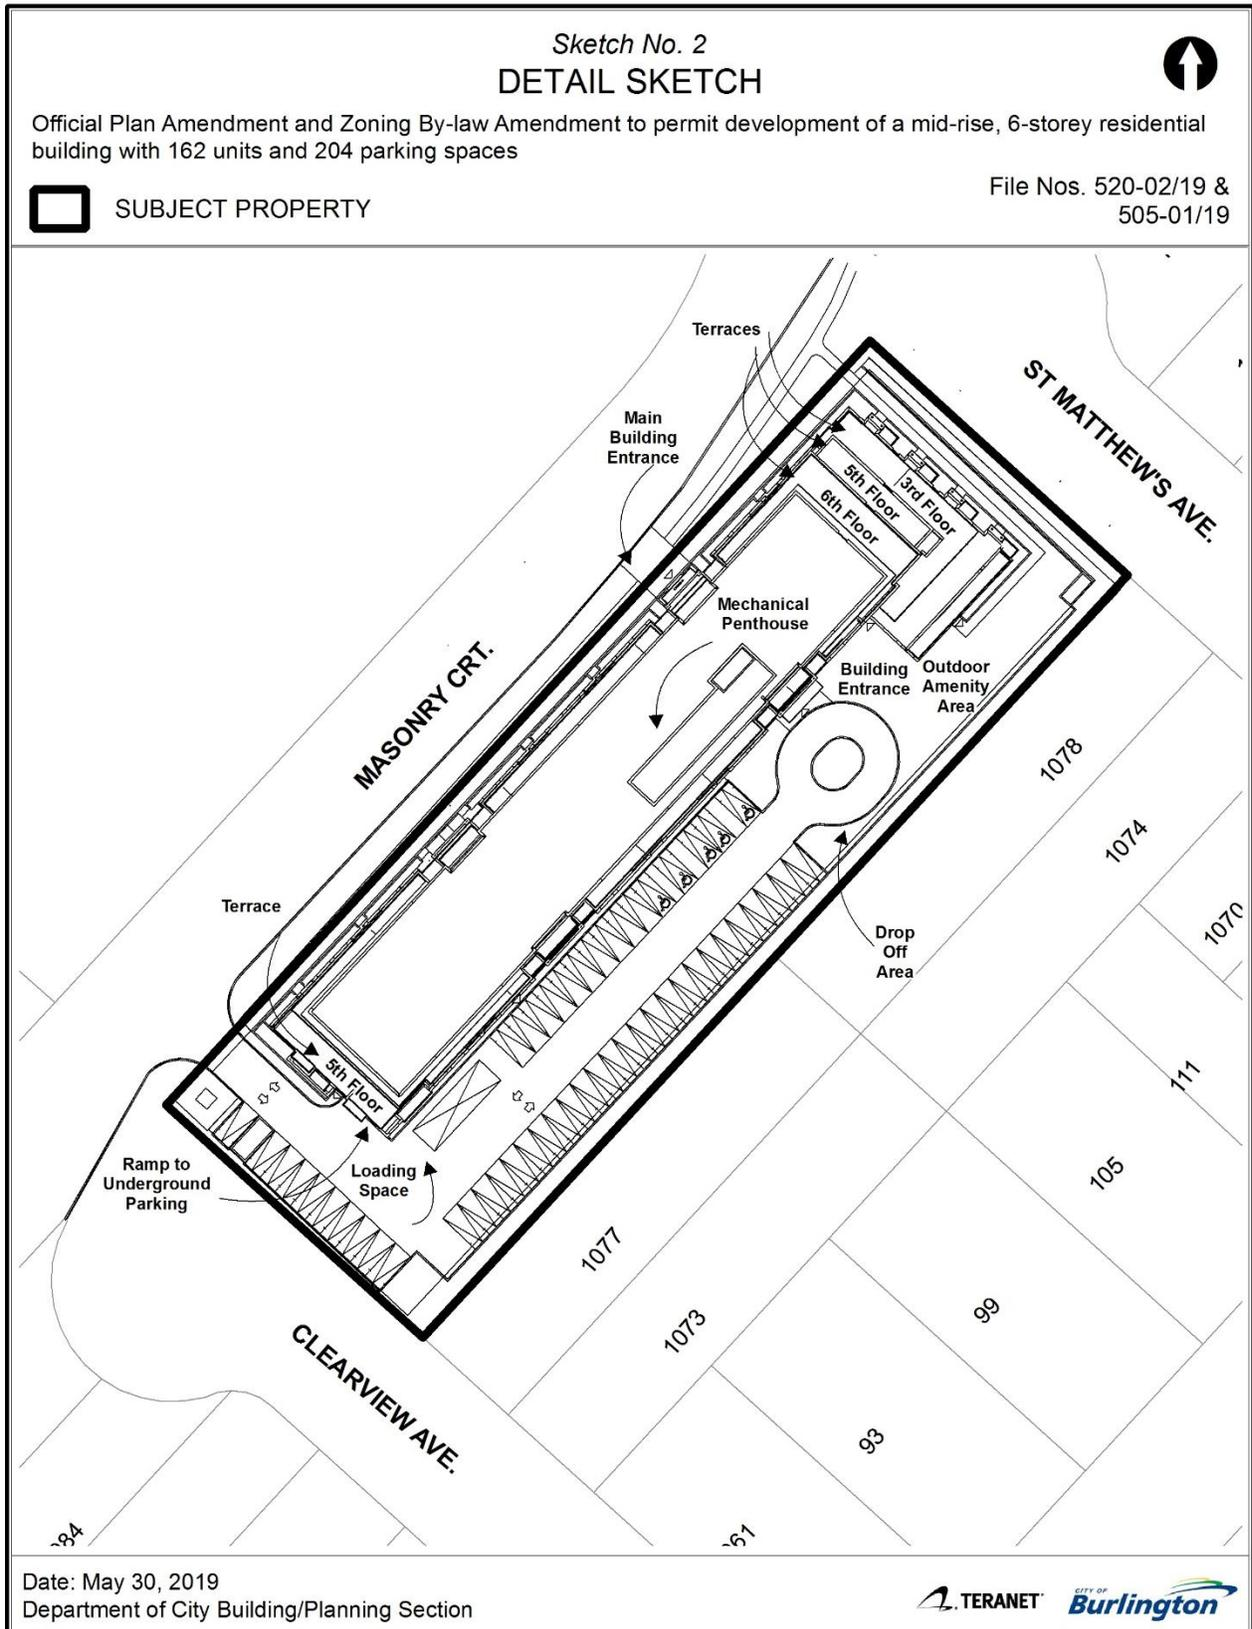 Sketch No. 2
DETAIL SKETCH
Official Plan Amendment and Zoning By-law Amendment to permit development of a mid-rise, 6-storey residential
building with 162 units and 204 parking spaces
SUBJECT PROPERTY
File Nos. 520-02/19 &
505-01/19
Terraces
ST MATTHEW'S AVE.
Main
Building
Entrance
3rd Floor
5th Floor
6th Floor
Mechanical
Penthouse
MASONRY CRT.
Building
Entrance
Outdoor
Amenity
Area
1078
1074
1070
Terrace
Drop
Off
Area
5th Floor
111
Ramp to
Underground
Parking
Loading
Space
105
1077
99
1073
CLEARVIEW AVE.
93
Date: May 30, 2019
Department of City Building/Planning Section
TERANET
CITY OF
Burlington